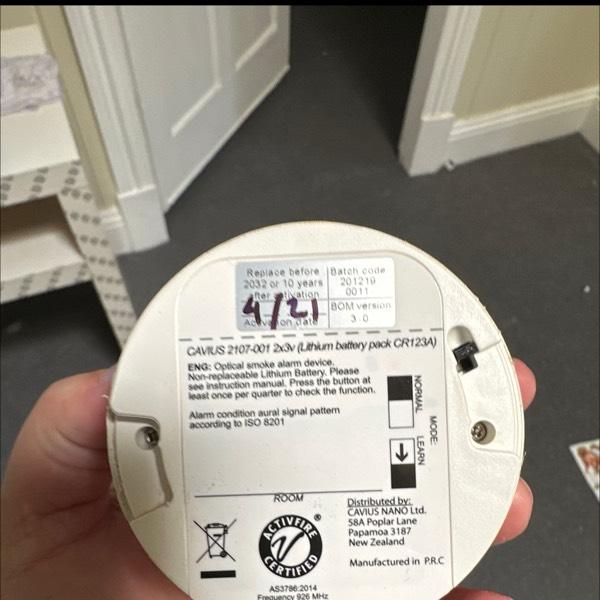 Replace before
2032 or 10 years
after activation
4/21
Activation date
Batch code
201219
0011
BOM version
3.0
CAVIUS 2107-001 2x3v (Lithium battery pack CR123A)
ENG: Optical smoke alarm device.
Non-replaceable Lithium Battery. Please
see instruction manual. Press the button at
least once per quarter to check the function.
Alarm condition aural signal pattern
according to ISO 8201
NORMAL
MODE:
LEARN
ROOM
ACTIVFIRE
®
CERTIFIED
Distributed by:
CAVIUS NANO Ltd.
58A Poplar Lane
Papamoa 3187
New Zealand
Manufactured in P.R.C
AS3786:2014
Frequency 926 MHz